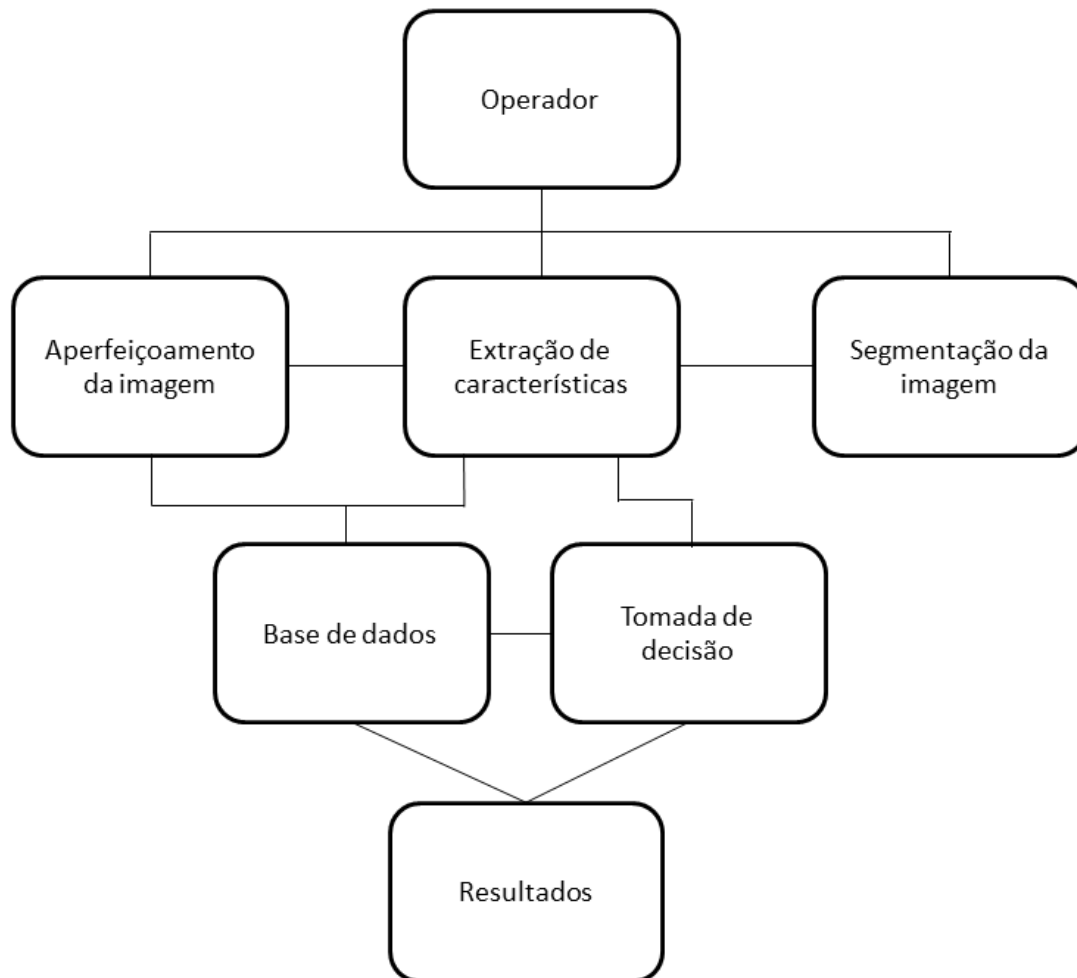 Operador
Aperfeiçoamento
da imagem
Extração de
características
Segmentação da
imagem
Base de dados
Tomada de
decisão
Resultados